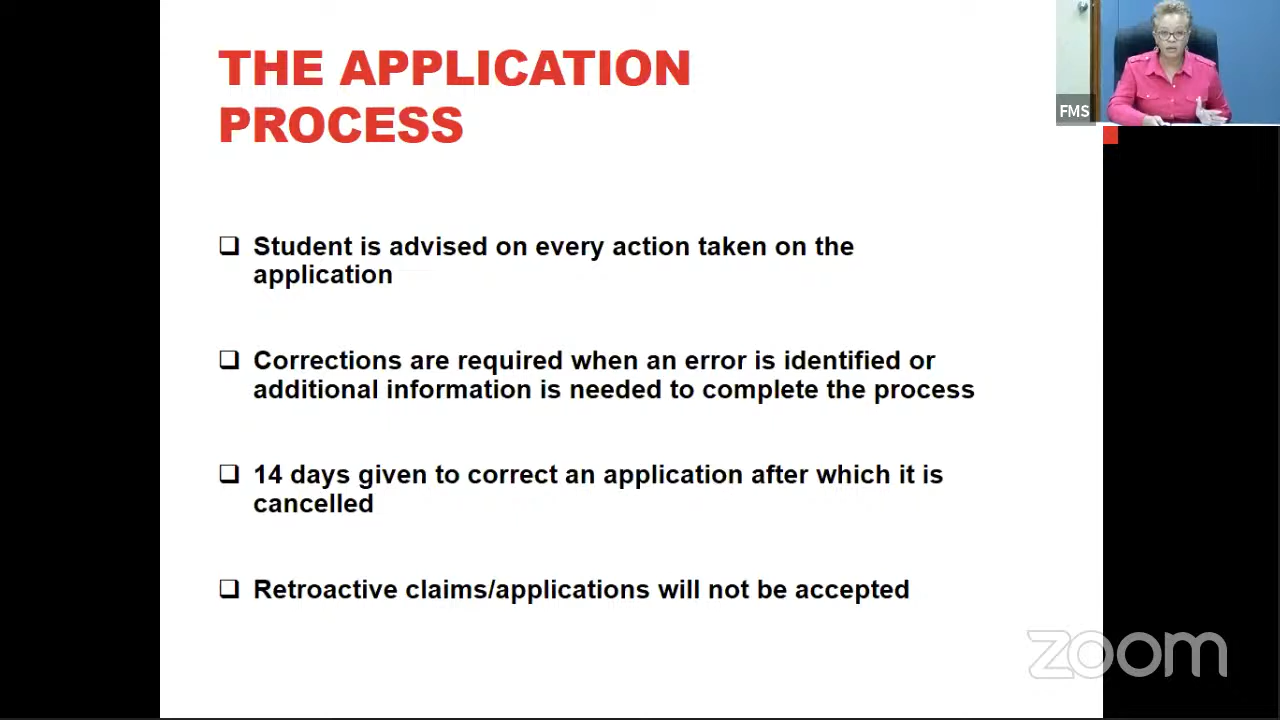 THE APPLICATION
PROCESS
FMS
Student is advised on every action taken on the
application
Corrections are required when an error is identified or
additional information is needed to complete the process
14 days given to correct an application after which it is
cancelled
Retroactive claims/applications will not be accepted
zoom